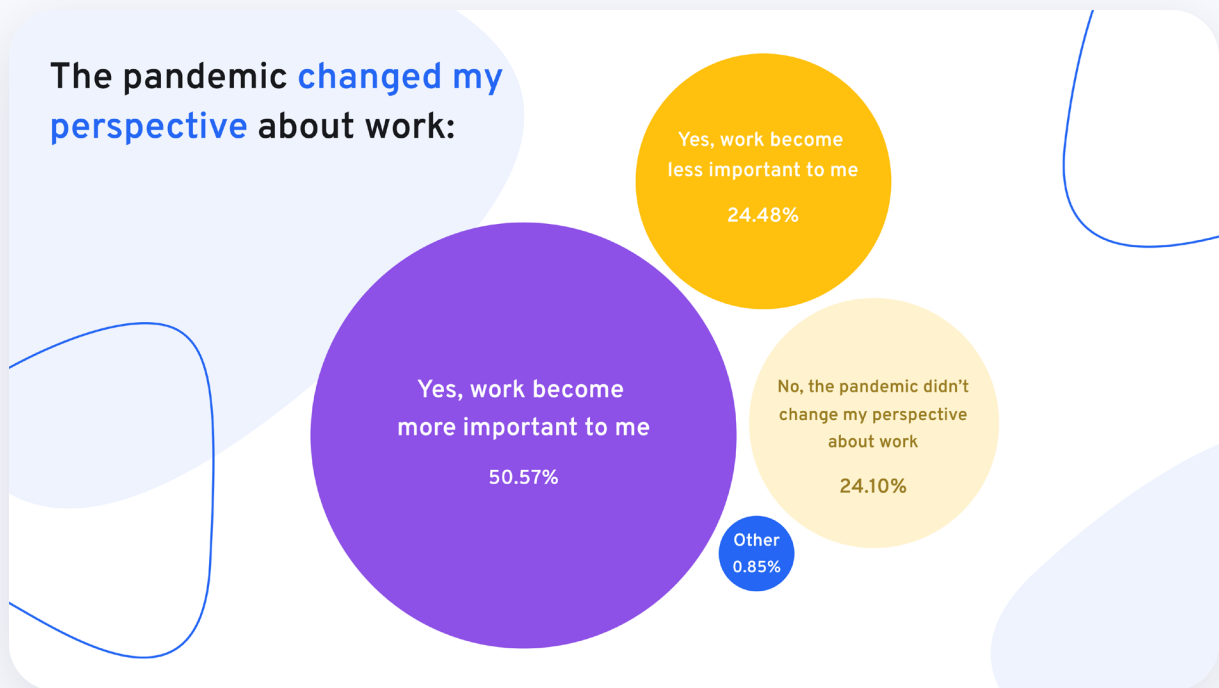 The pandemic changed my
perspective about work:
Yes, work become
less important to me
24.48%
Yes, work become
more important to me
50.57%
No, the pandemic didn’t
change my perspective
about work
24.10%
Other
0.85%